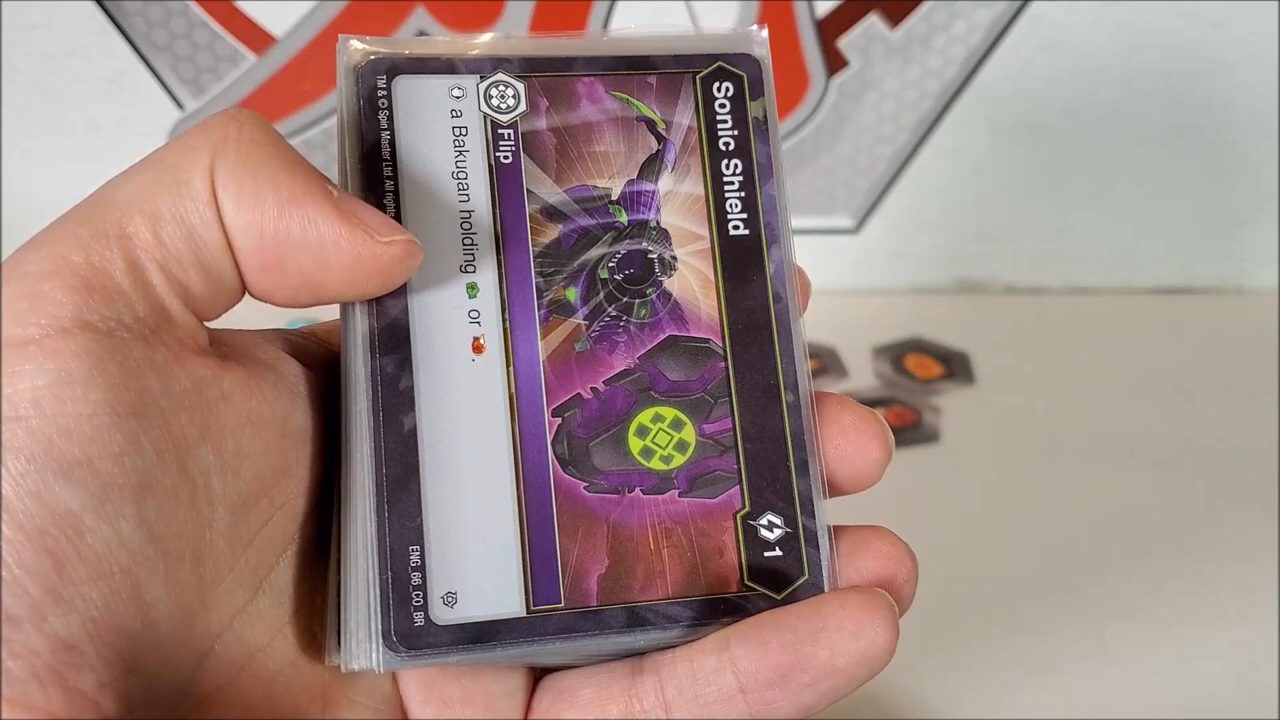 Sonic Shield
1
Flip
a Bakugan holding or .
TM & © Spin Master Ltd. All rights
ENG_66_CO_BR